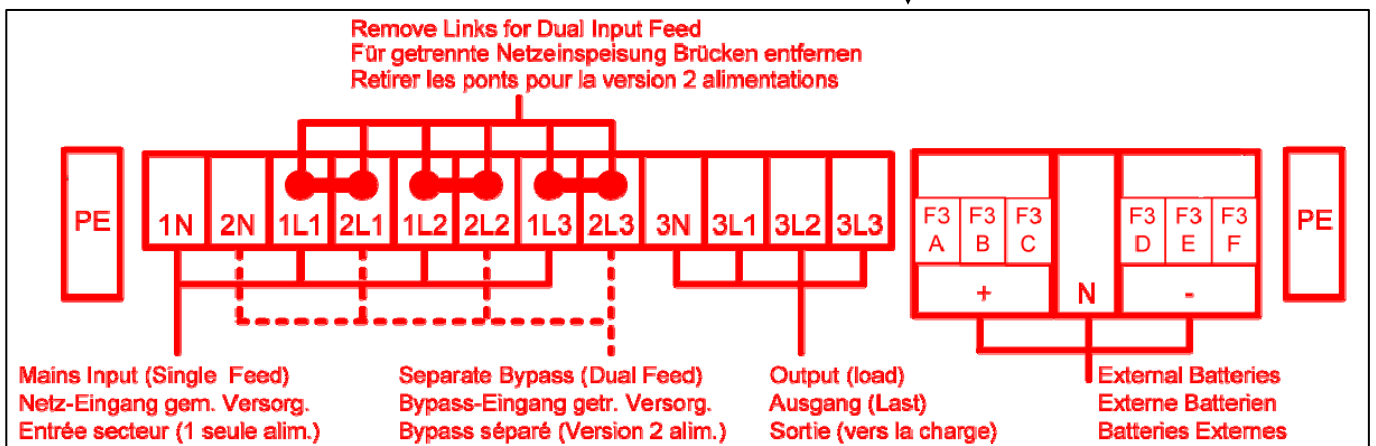 Remove Links for Dual Input Feed
Für getrennte Netzeinspeisung Brücken entfernen
Retirer les ponts pour la version 2 alimentations
PE
1N 2N 1L1 2L1 1L2 2L2 1L3 2L3 3N 3L1 3L2 3L3
F3 A
F3 B
F3 C
+
N
F3 D
F3 E
F3 F
-
PE
Mains Input (Single Feed)
Netz-Eingang gem. Versorg.
Entrée secteur (1 seule alim.)
Separate Bypass (Dual Feed)
Bypass-Eingang getr. Versorg.
Bypass séparé (Version 2 alim.)
Output (load)
Ausgang (Last)
Sortie (vers la charge)
External Batteries
Externe Batterien
Batteries Externes